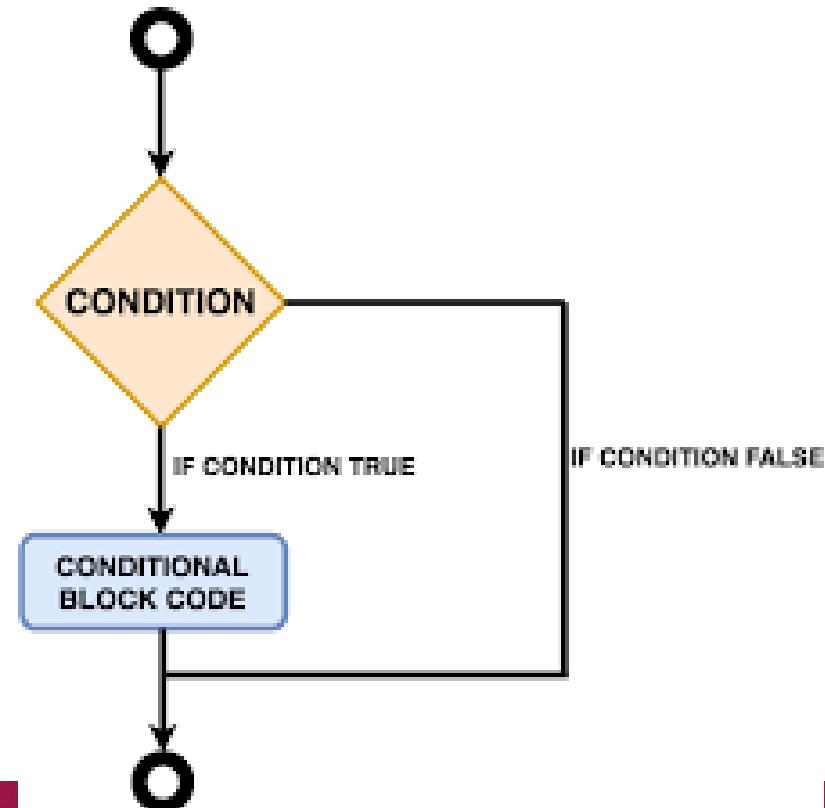 CONDITION
IF CONDITION TRUE
IF CONDITION FALSE
CONDITIONAL
BLOCK CODE